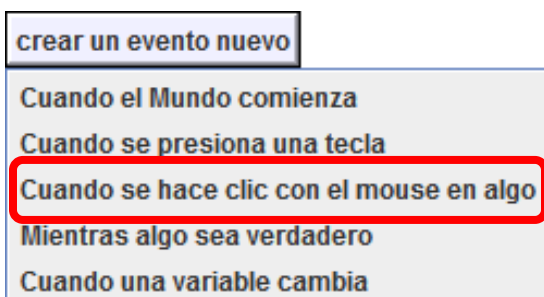 crear un evento nuevo
Cuando el Mundo comienza
Cuando se presiona una tecla
Cuando se hace clic con el mouse en algo
Mientras algo sea verdadero
Cuando una variable cambia